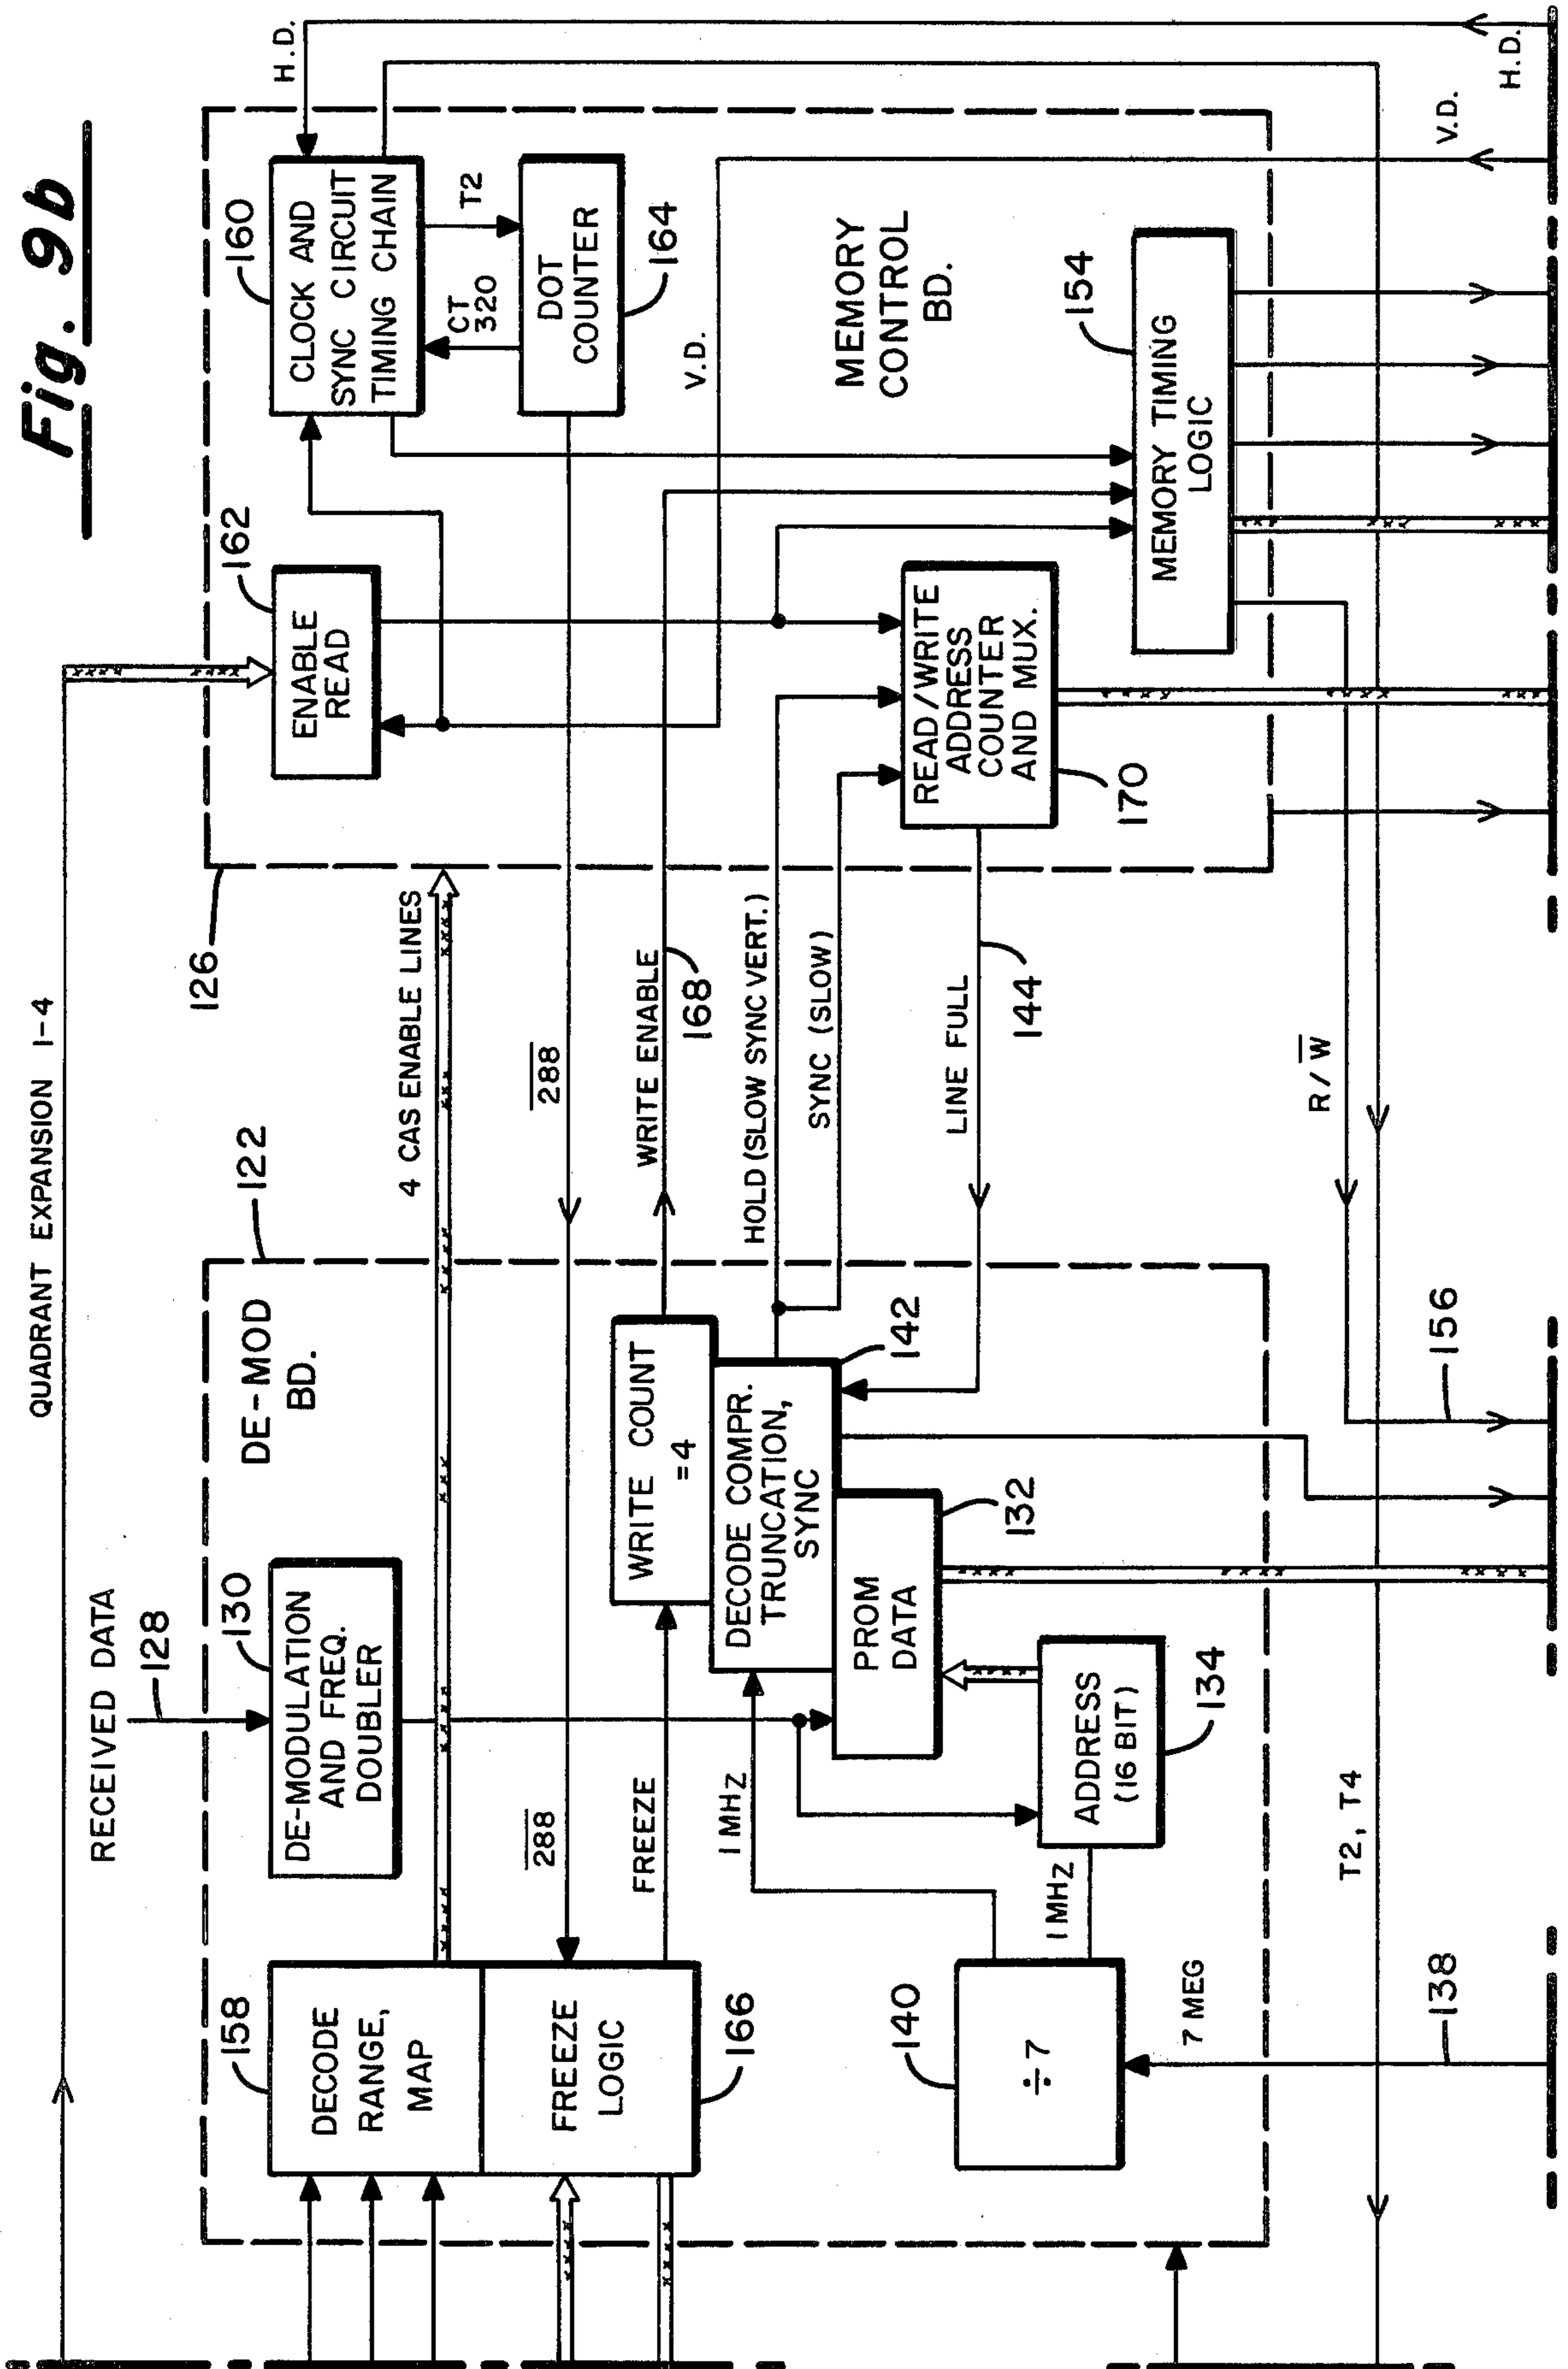 Fig. 9b
QUADRANT EXPANSION 1-4
RECEIVED DATA
128
122
126
DE-MOD
BD.
158
DECODE
RANGE,
MAP
FREEZE
LOGIC
166
130
DE-MODULATION
AND FREQ.
DOUBLER
4 CAS ENABLE LINES
288
288
FREEZE
1 MHZ
WRITE COUNT
=4
DECODE COMPR.
TRUNCATION,
SYNC
142
PROM
DATA
132
ADDRESS
(16 BIT)
134
1 MHZ
140
÷7
7 MEG
138
WRITE ENABLE
168
HOLD (SLOW SYNC VERT.)
SYNC (SLOW)
LINE FULL
144
162
ENABLE
READ
160
CLOCK AND
SYNC CIRCUIT
TIMING CHAIN
H.D.
CT
320
T2
DOT
COUNTER
164
V.D.
MEMORY
CONTROL
BD.
READ/WRITE
ADDRESS
COUNTER
AND MUX.
170
154
MEMORY TIMING
LOGIC
R/W
T2, T4
156
V.D.
H.D.